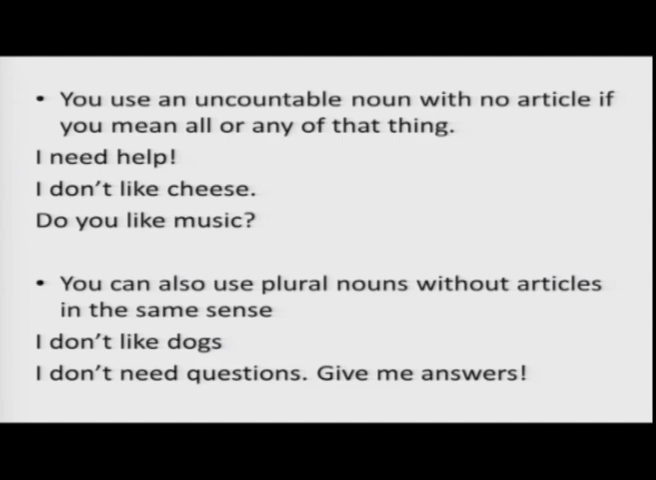 • You use an uncountable noun with no article if
you mean all or any of that thing.
I need help!
I don't like cheese.
Do you like music?
• You can also use plural nouns without articles
in the same sense
I don't like dogs
I don't need questions. Give me answers!